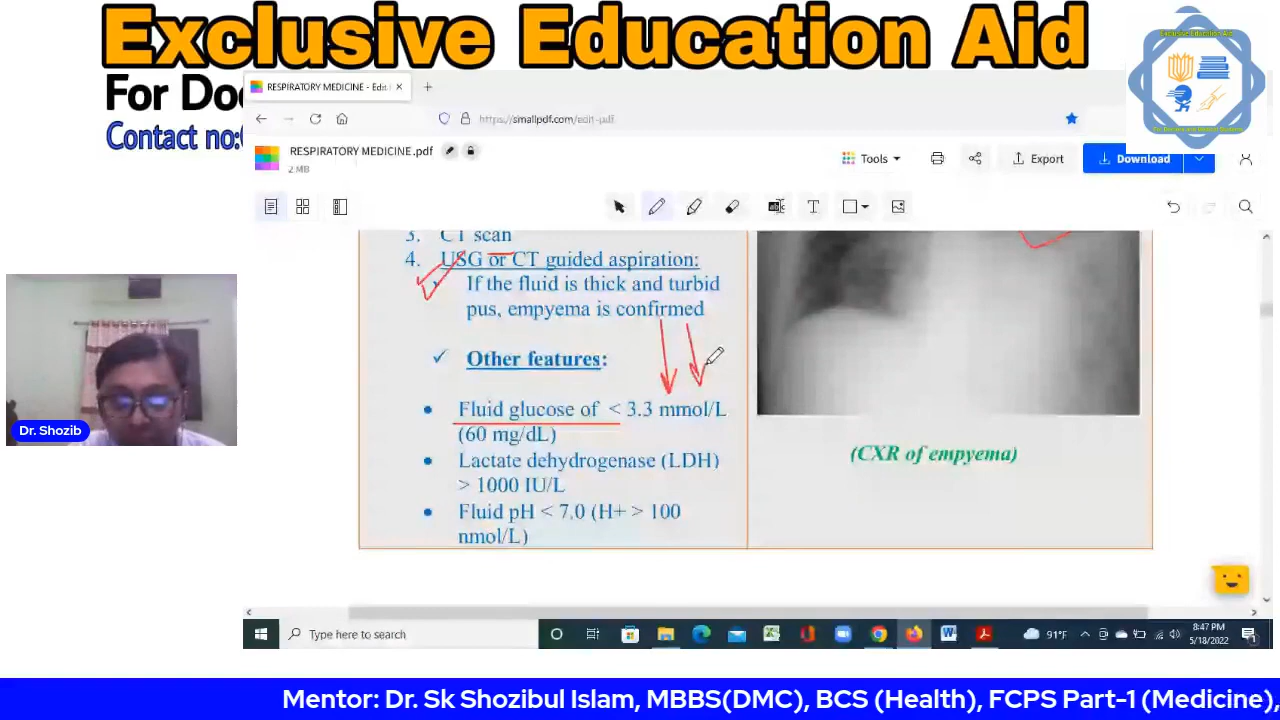 Exclusive Education Aid
Exclusive Education Aid
For Doc
RESPIRATORY MEDICINE - Edit
Contact no:
https://smallpdf.com/edit-pdf
RESPIRATORY MEDICINE.pdf
2 MB
Tools
Export
Download
3. CT scan
4. USG or CT guided aspiration:
If the fluid is thick and turbid
pus, empyema is confirmed
✓ Other features:
• Fluid glucose of < 3.3 mmol/L
(60 mg/dL)
• Lactate dehydrogenase (LDH)
> 1000 IU/L
• Fluid pH < 7.0 (H+ > 100
nmol/L)
(CXR of empyema)
Dr. Shozib
Type here to search
91°F
8:47 PM
5/18/2022
Mentor: Dr. Sk Shozibul Islam, MBBS(DMC), BCS (Health), FCPS Part-1 (Medicine),